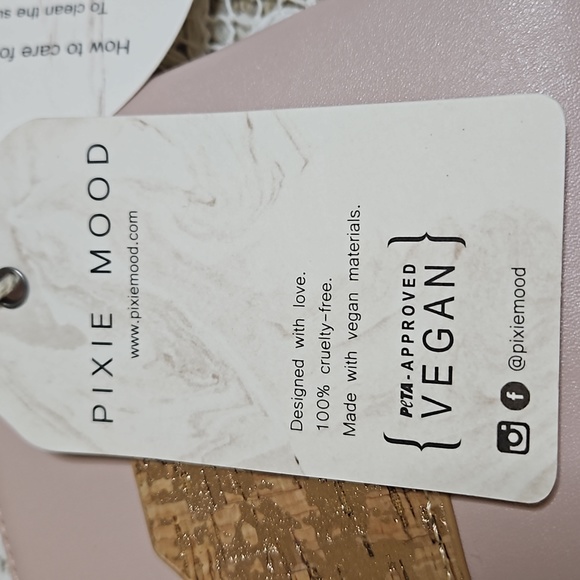 PIXIE MOOD
www.pixiemood.com
Designed with love.
100% cruelty-free.
Made with vegan materials.
{ PETA-APPROVED
VEGAN }
@pixiemood
How to care fo
To clean the su